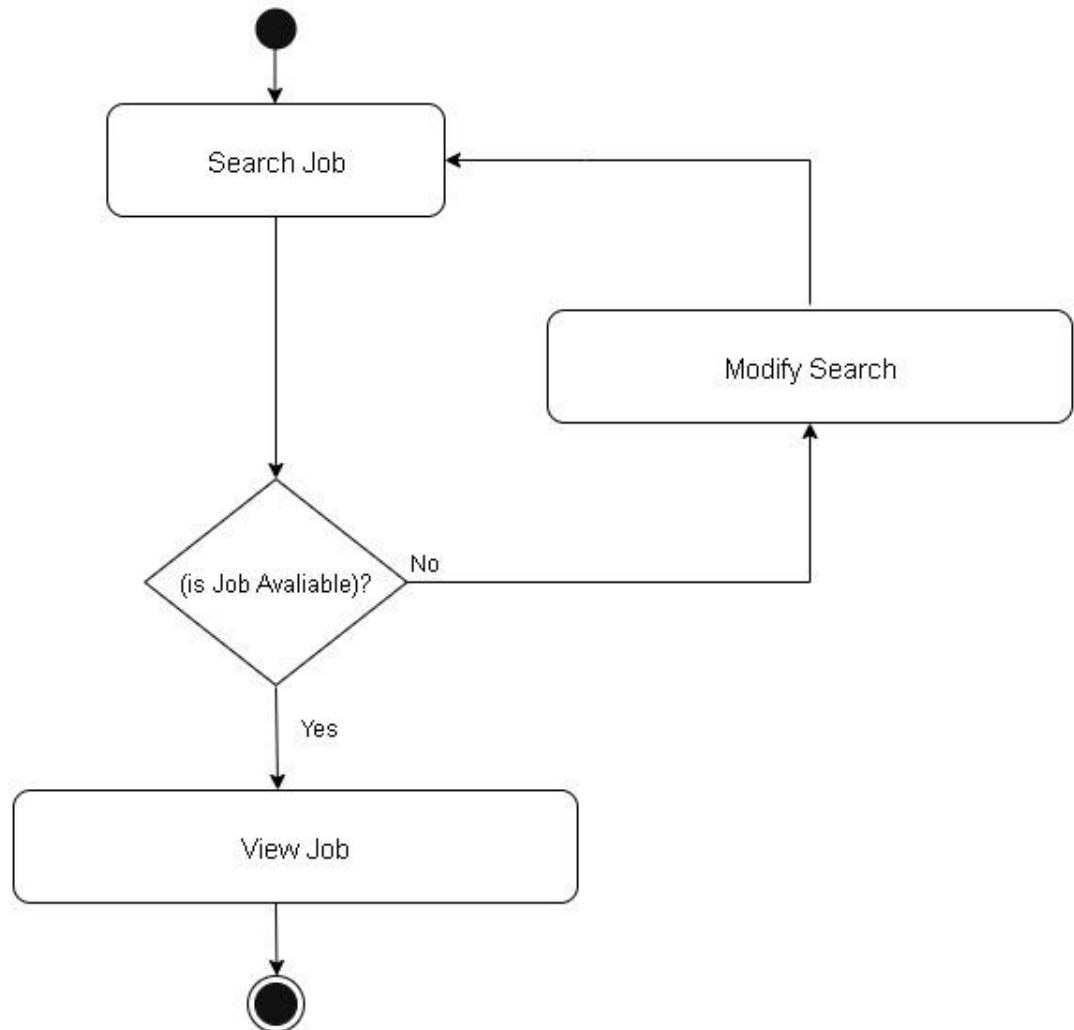 Search Job
Modify Search
(is Job Avaliable)?
No
Yes
View Job